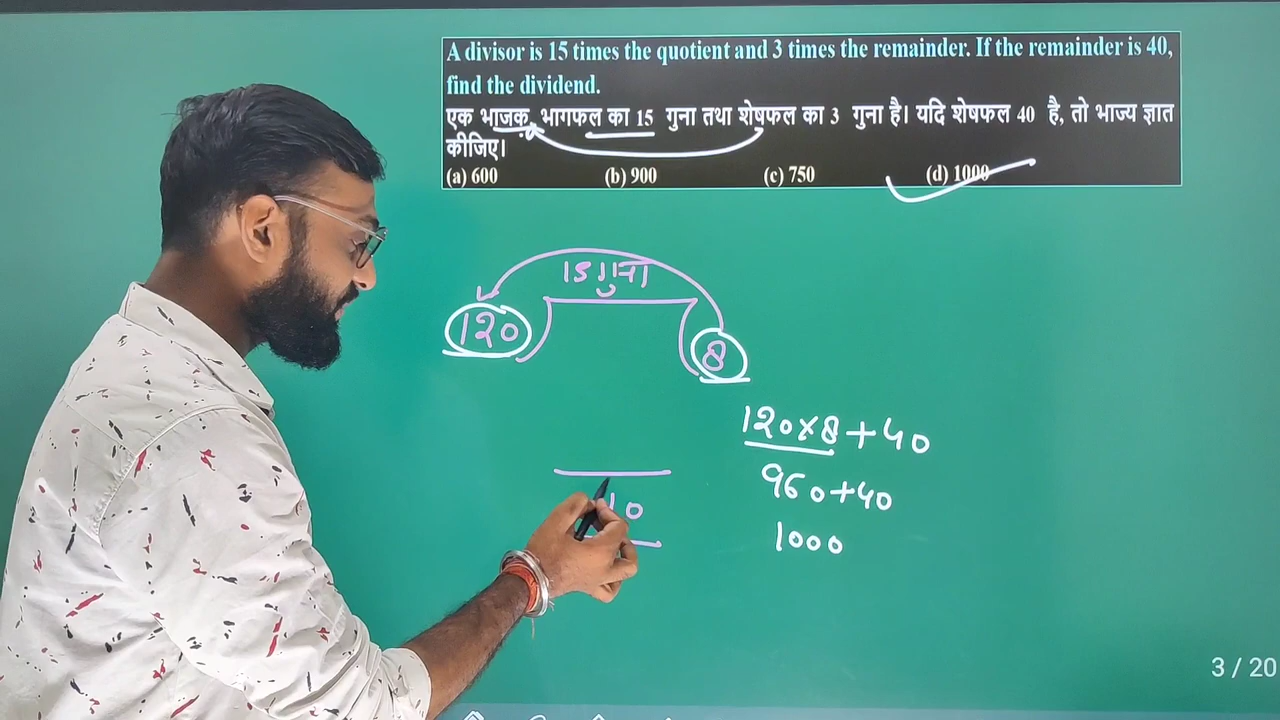 A divisor is 15 times the quotient and 3 times the remainder. If the remainder is 40,
find the dividend.
एक भाजक, भागफल का 15 गुना तथा शेषफल का 3 गुना है। यदि शेषफल 40 है, तो भाज्य ज्ञात
कीजिए।
(a) 600 (b) 900 (c) 750 (d) 1000
15 गुना
120 8
120×8+40
960+40
1000
3 / 20